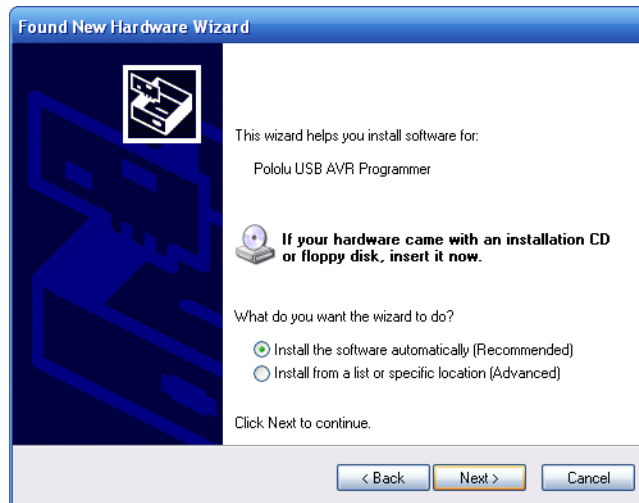 Found New Hardware Wizard
This wizard helps you install software for:
Pololu USB AVR Programmer
If your hardware came with an installation CD
or floppy disk, insert it now.
What do you want the wizard to do?
Install the software automatically (Recommended)
Install from a list or specific location (Advanced)
Click Next to continue.
< Back
Next >
Cancel